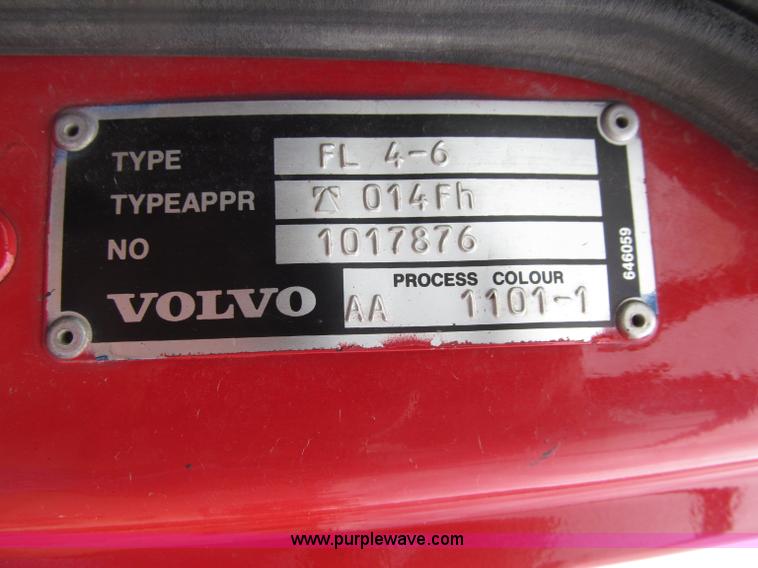 TYPE FL 4-6
TYPEAPPR 014Fh
NO 1017876
PROCESS COLOUR
VOLVO AA 1101-1
646059
www.purplewave.com